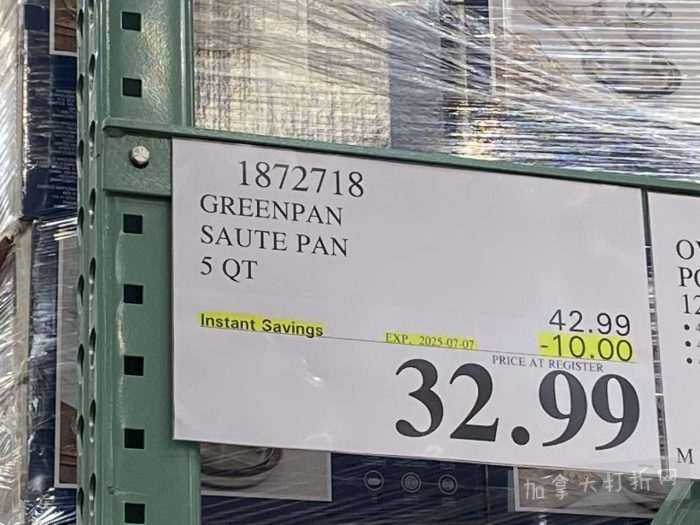 1872718
GREENPAN
SAUTE PAN
5 QT
42.99
Instant Savings
EXP. 2025-07-07
-10.00
PRICE AT REGISTER
32.99
12
M
加拿大打折网